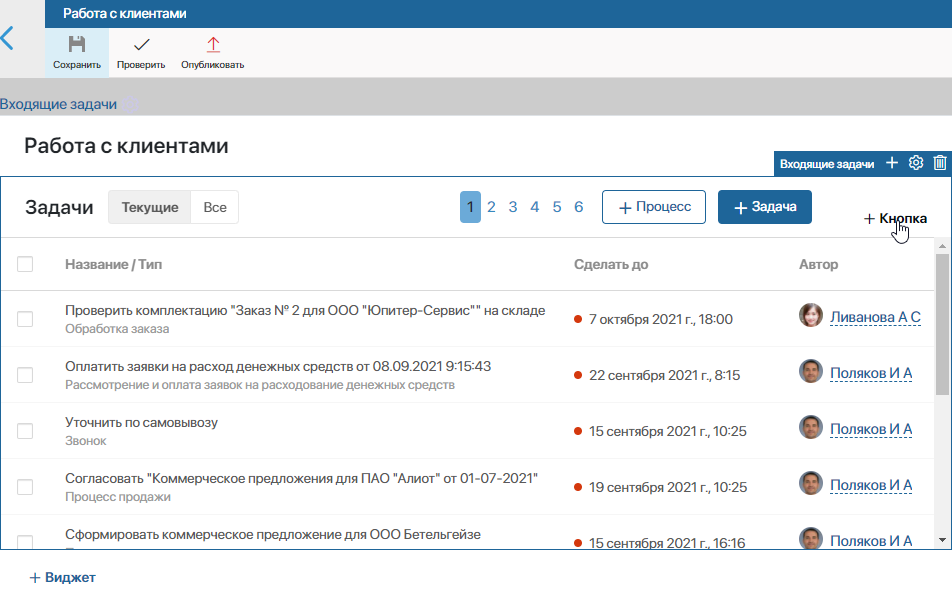 Работа с клиентами
Сохранить Проверить Опубликовать
Входящие задачи
Работа с клиентами
Входящие задачи
Задачи Текущие Все 1 2 3 4 5 6 + Процесс + Задача
+ Кнопка
Название / Тип Сделать до Автор
Проверить комплектацию "Заказ № 2 для ООО "Юпитер-Сервис"" на складе
Обработка заказа
7 октября 2021 г., 18:00 Ливанова А С
Оплатить заявки на расход денежных средств от 08.09.2021 9:15:43
Рассмотрение и оплата заявок на расходование денежных средств
22 сентября 2021 г., 8:15 Поляков И А
Уточнить по самовывозу
Звонок
15 сентября 2021 г., 10:25 Поляков И А
Согласовать "Коммерческое предложения для ПАО "Алиот" от 01-07-2021"
Процесс продажи
19 сентября 2021 г., 10:25 Поляков И А
Сформировать коммерческое предложение для ООО Бетельгейзе
15 сентября 2021 г., 16:16 Поляков И А
+ Виджет